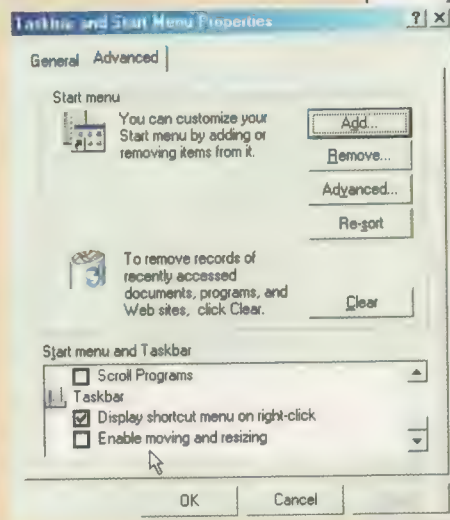 Taskbar and Start Menu Properties
? ×
General Advanced
Start menu
You can customize your
Start menu by adding or
removing items from it.
Add...
Remove...
Advanced...
Re-sort
To remove records of
recently accessed
documents, programs, and
Web sites, click Clear.
Clear
Start menu and Taskbar
Scroll Programs
Taskbar
Display shortcut menu on right-click
Enable moving and resizing
OK Cancel